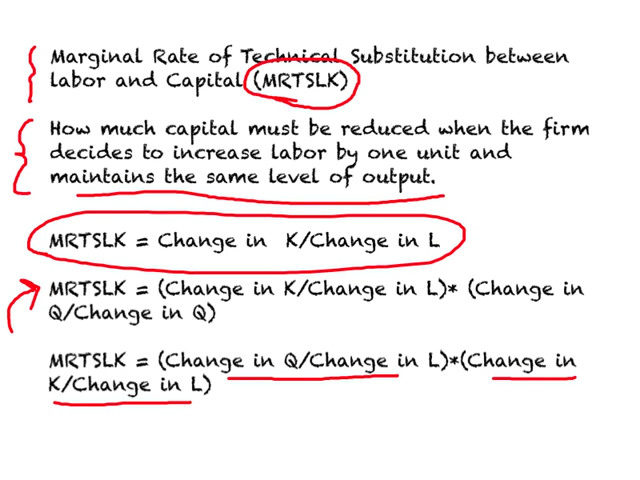 Marginal Rate of Technical Substitution between
Labor and Capital (MRTSLK)
How much capital must be reduced when the firm
decides to increase labor by one unit and
maintains the same level of output.
MRTSLK = Change in K/Change in L
MRTSLK = (Change in K/Change in L)* (Change in
Q/Change in Q)
MRTSLK = (Change in Q/Change in L)*(Change in
K/Change in L)